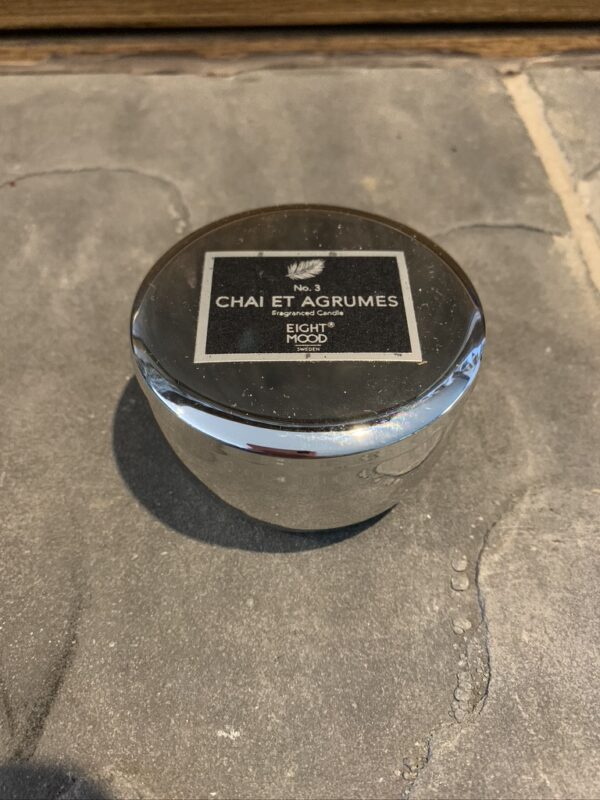 No. 3
CHAI ET AGRUMES
Fragranced Candle
EIGHT®
MOOD
SWEDEN